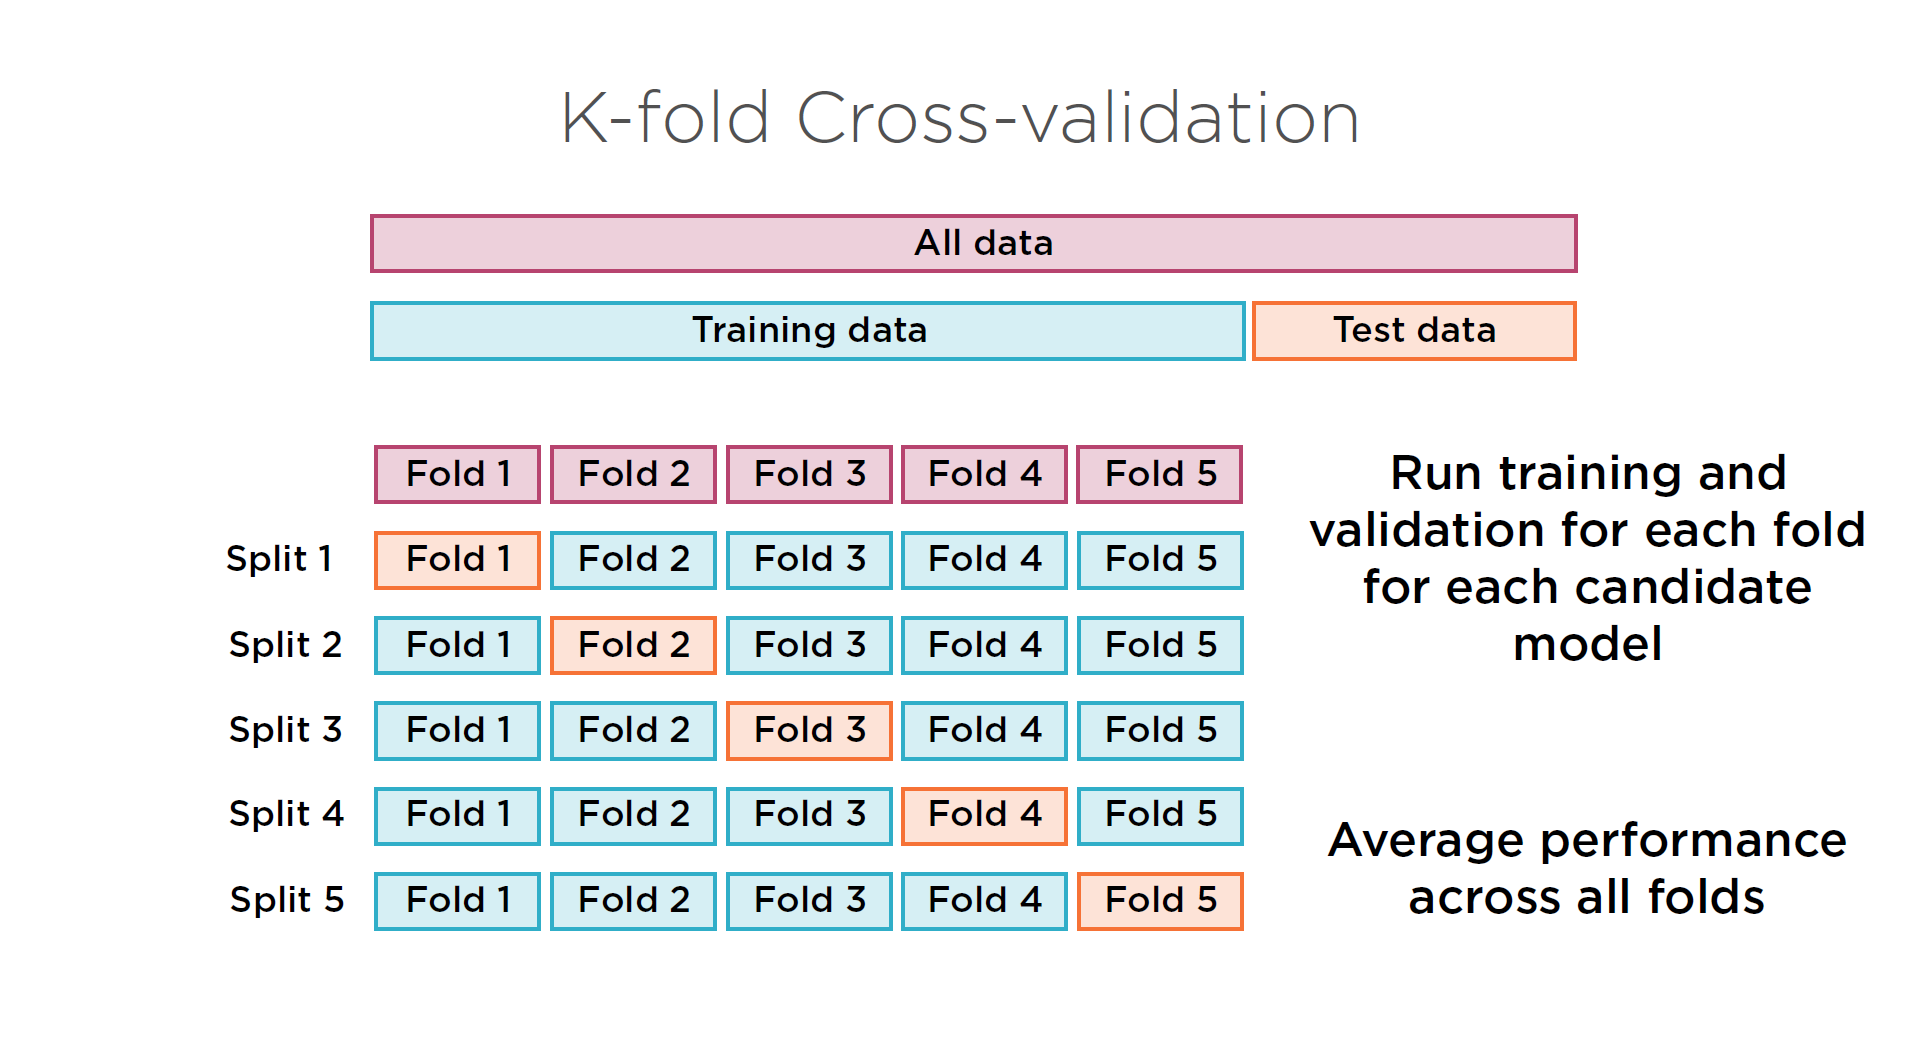 K-fold Cross-validation
All data
Training data Test data
Fold 1 Fold 2 Fold 3 Fold 4 Fold 5
Split 1 Fold 1 Fold 2 Fold 3 Fold 4 Fold 5
Split 2 Fold 1 Fold 2 Fold 3 Fold 4 Fold 5
Split 3 Fold 1 Fold 2 Fold 3 Fold 4 Fold 5
Split 4 Fold 1 Fold 2 Fold 3 Fold 4 Fold 5
Split 5 Fold 1 Fold 2 Fold 3 Fold 4 Fold 5
Run training and
validation for each fold
for each candidate
model
Average performance
across all folds